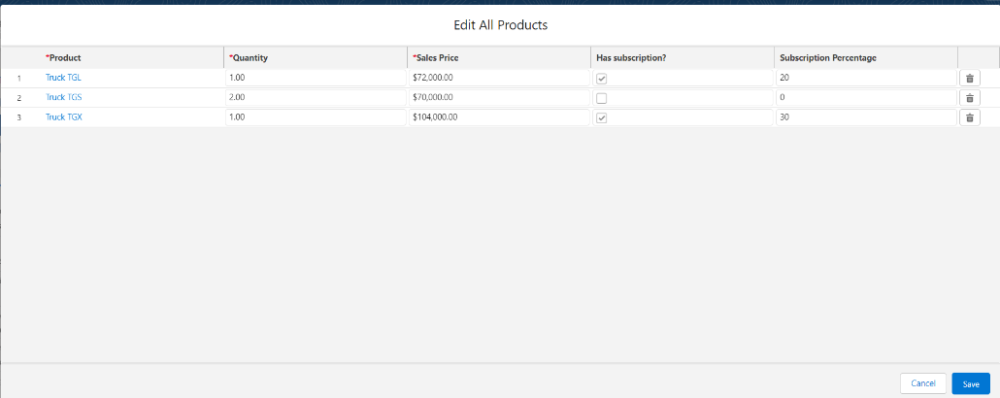 Edit All Products
*Product *Quantity *Sales Price Has subscription? Subscription Percentage
1 Truck TGL 1.00 $72,000.00 20
2 Truck TGS 2.00 $70,000.00 0
3 Truck TGX 1.00 $104,000.00 30
Cancel Save